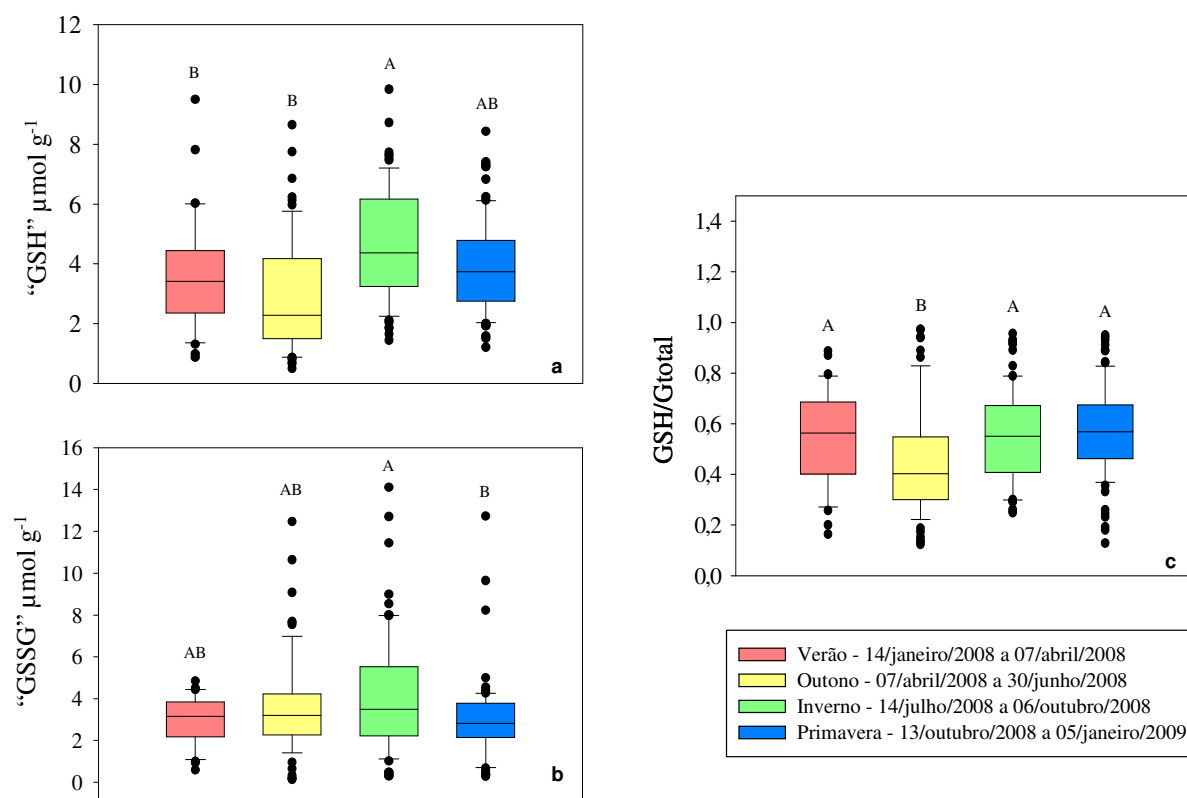 12
10
8
6
4
2
0
“GSH” µmol g-1
B
B
A
AB
a
16
14
12
10
8
6
4
2
0
“GSSG” µmol g-1
AB
AB
A
B
b
1,4
1,2
1,0
0,8
0,6
0,4
0,2
0,0
GSH/Gtotal
A
B
A
A
c
Verão - 14/janeiro/2008 a 07/abril/2008
Outono - 07/abril/2008 a 30/junho/2008
Inverno - 14/julho/2008 a 06/outubro/2008
Primavera - 13/outubro/2008 a 05/janeiro/2009